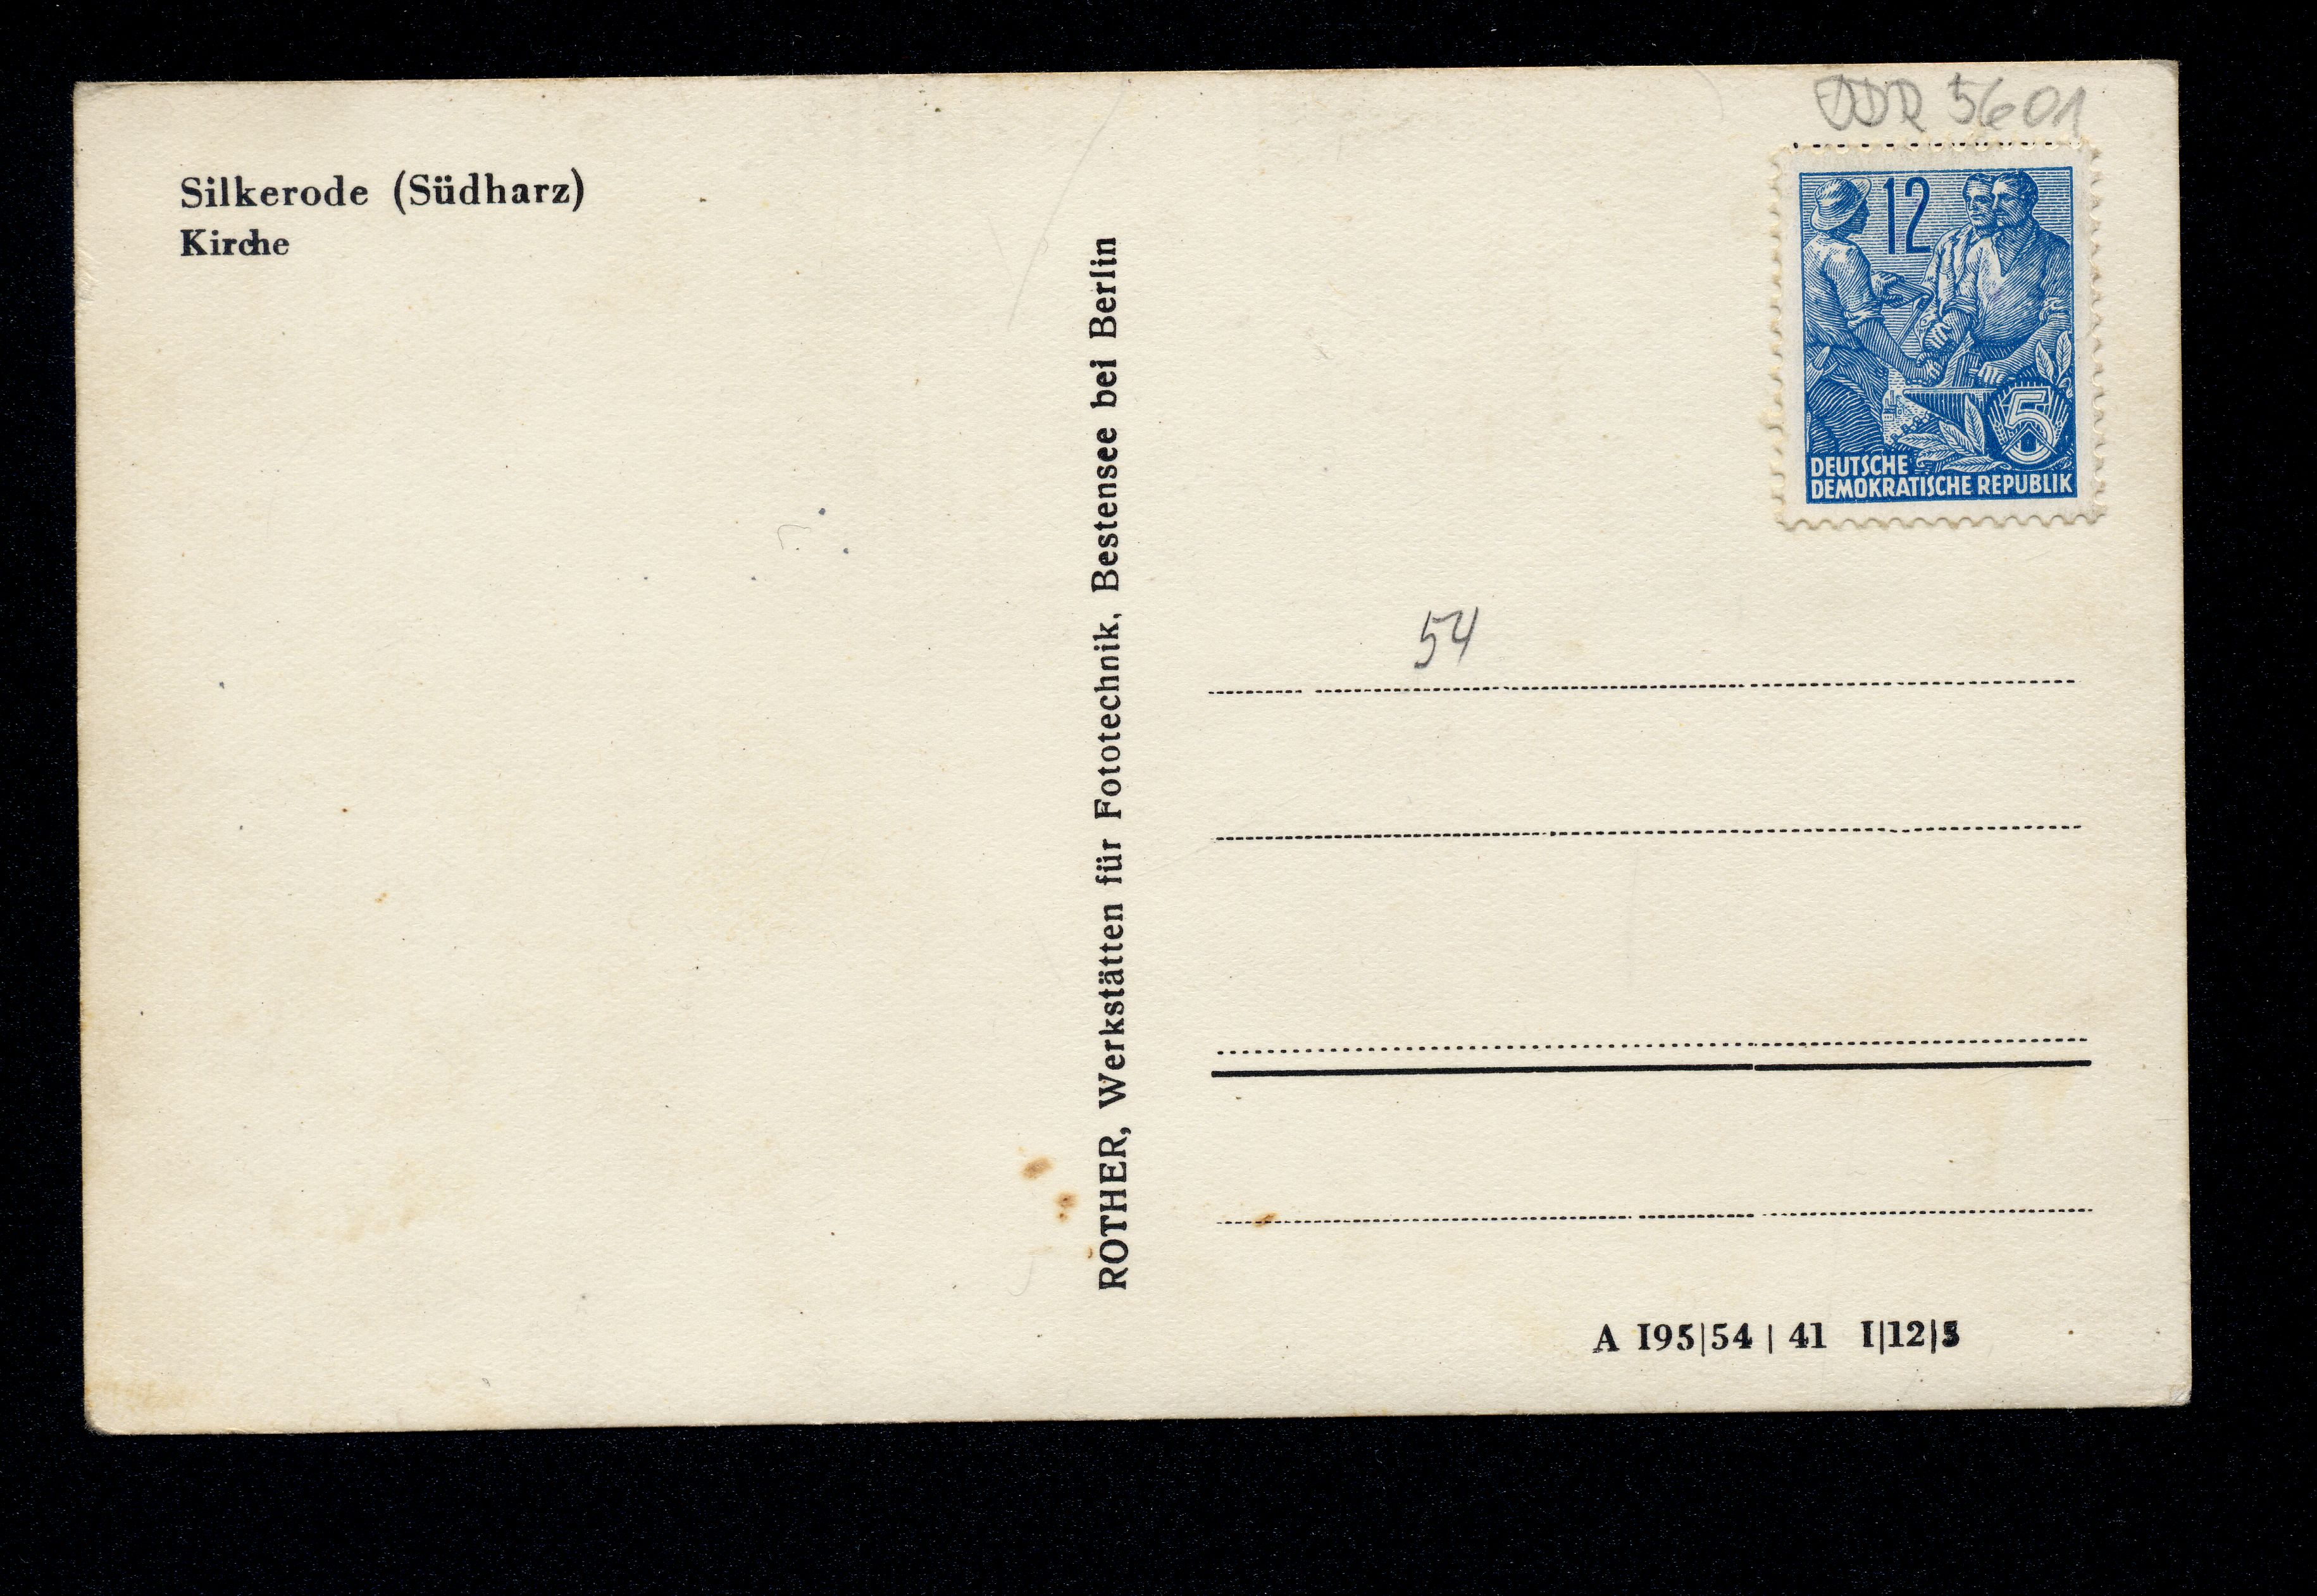 Silkerode (Südharz)
Kirche
ROTHER, Werkstätten für Fototechnik, Bestensee bei Berlin
DDR 5601
12
5
DEUTSCHE
DEMOKRATISCHE REPUBLIK
54
A I95|54 | 41 I|12|5